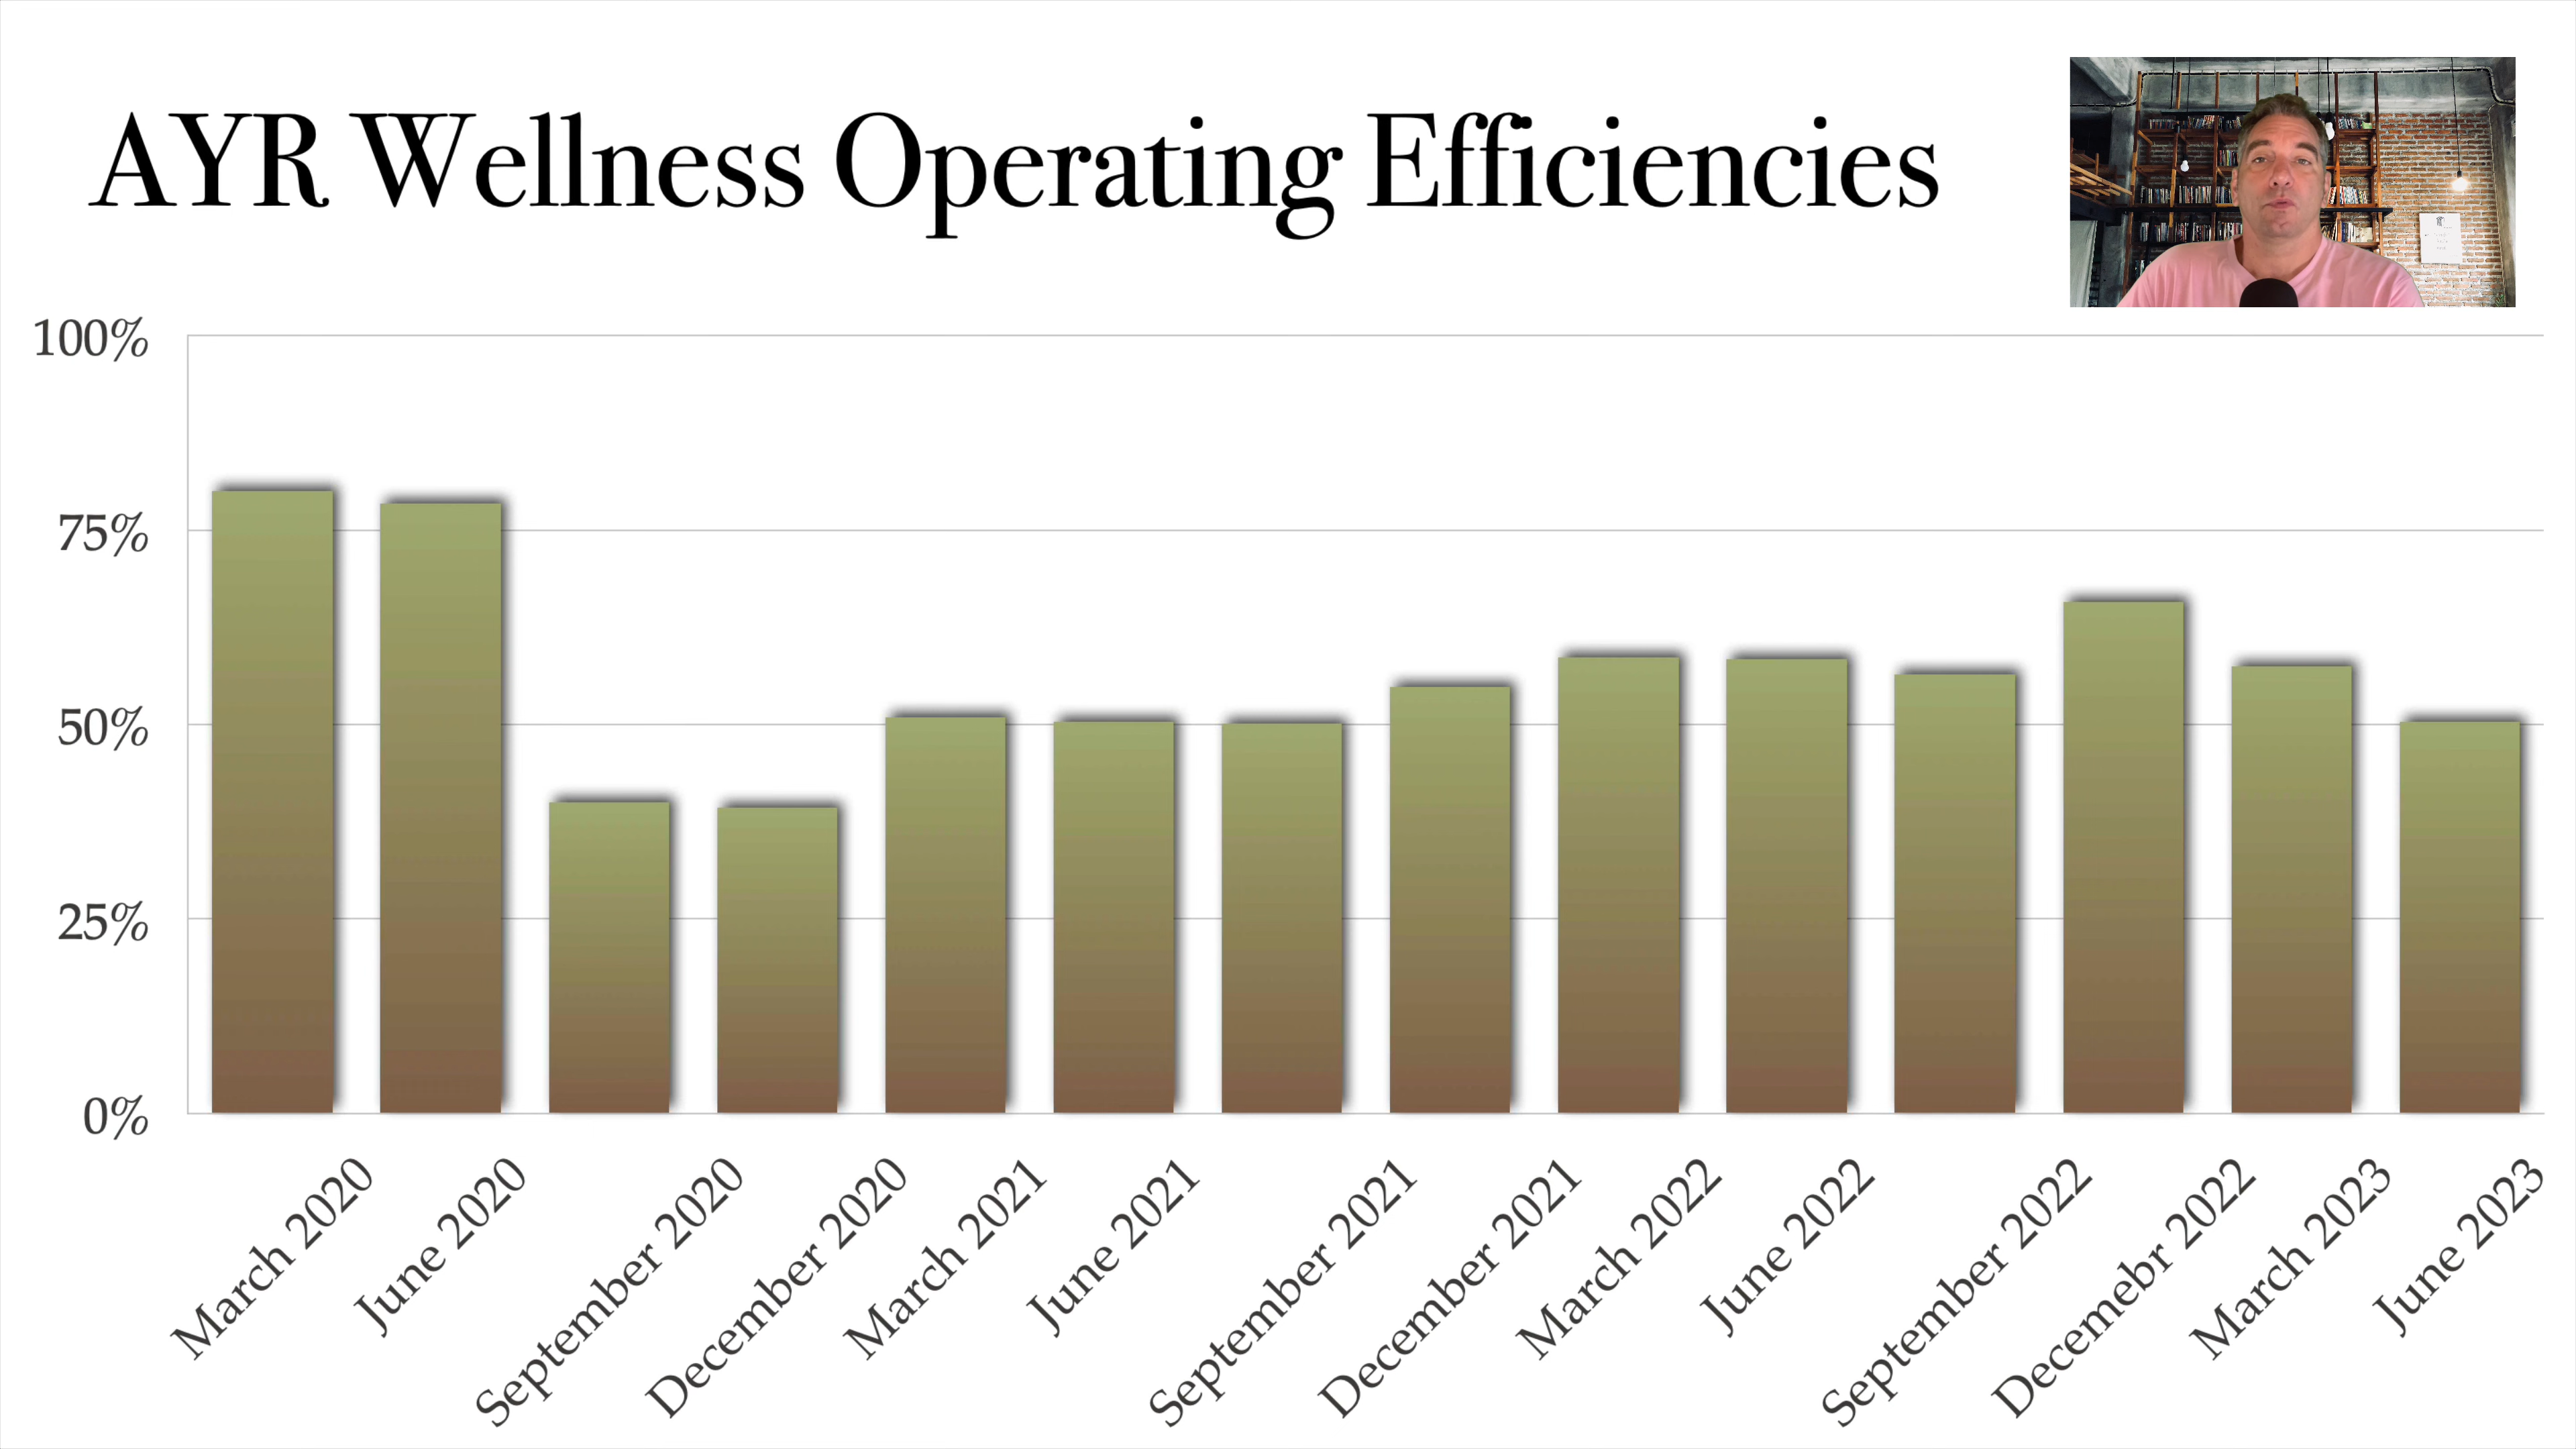 AYR Wellness Operating Efficiencies
100%
75%
50%
25%
0%
March 2020
June 2020
September 2020
December 2020
March 2021
June 2021
September 2021
December 2021
March 2022
June 2022
September 2022
Decemebr 2022
March 2023
June 2023